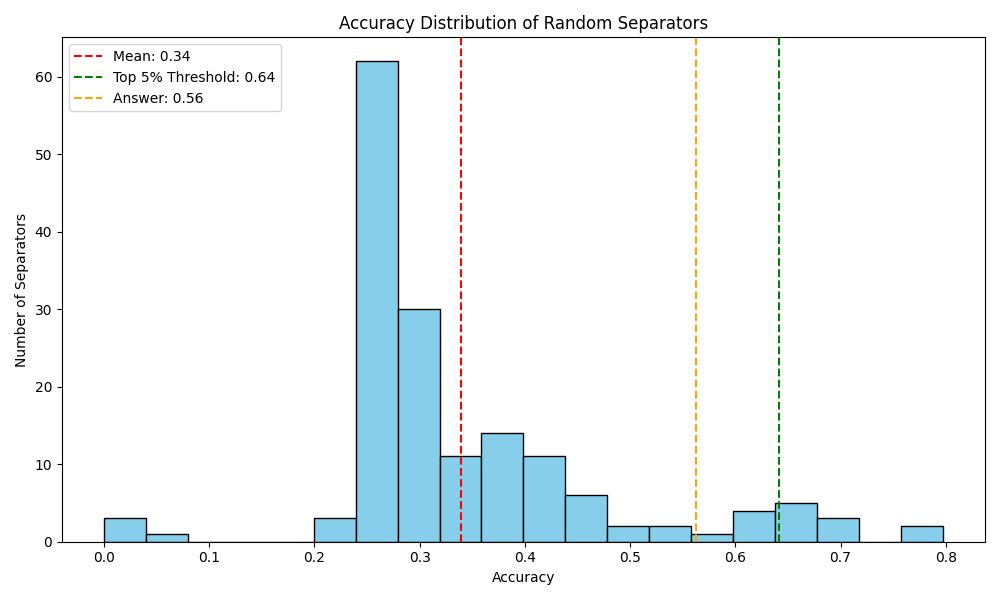 Accuracy Distribution of Random Separators
Mean: 0.34
Top 5% Threshold: 0.64
Answer: 0.56
Number of Separators
60
50
40
30
20
10
0
0.0 0.1 0.2 0.3 0.4 0.5 0.6 0.7 0.8
Accuracy